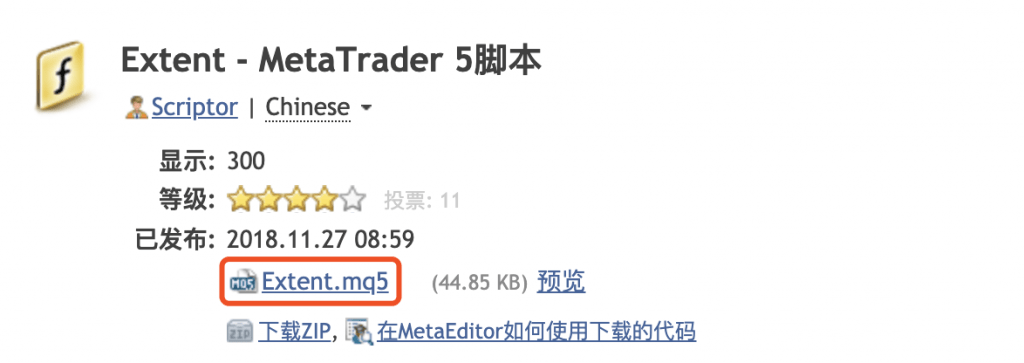 Extent - MetaTrader 5脚本
Scriptor | Chinese
显示: 300
等级: 投票: 11
已发布: 2018.11.27 08:59
MQ5 Extent.mq5 (44.85 KB) 预览
ZIP 下载ZIP, 在MetaEditor如何使用下载的代码